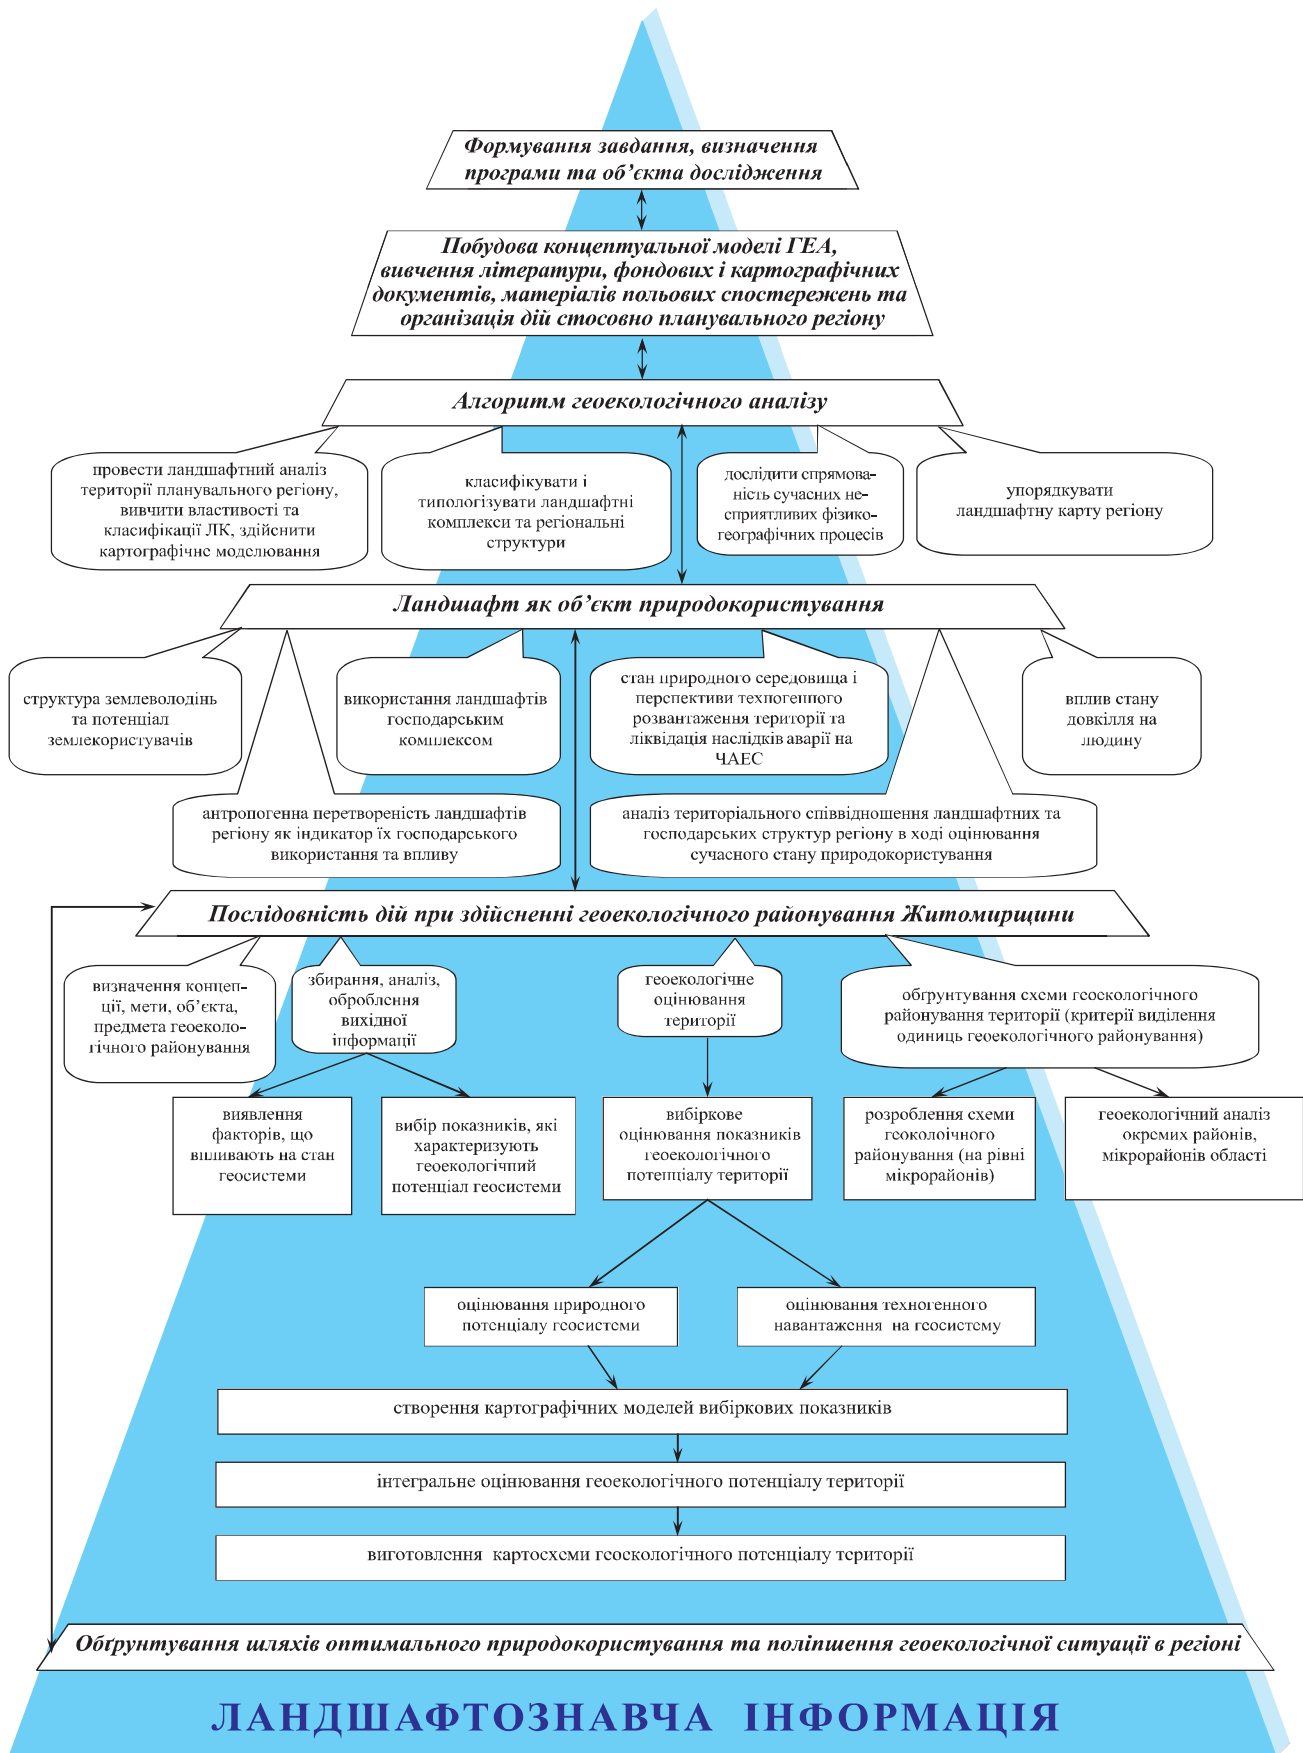 Формування завдання, визначення
програми та об’єкта дослідження
Побудова концептуальної моделі ГЕА,
вивчення літератури, фондових і картографічних
документів, матеріалів польових спостережень та
організація дій стосовно планувального регіону
Алгоритм геоекологічного аналізу
провести ландшафтний аналіз
території планувального регіону,
вивчити властивості та
класифікації ЛК, здійснити
картографічне моделювання
класифікувати і
типологізувати ландшафтні
комплекси та регіональні
структури
дослідити спрямова-
ність сучасних не-
сприятливих фізико-
географічних процесів
упорядкувати
ландшафтну карту регіону
Ландшафт як об’єкт природокористування
структура землеволодінь
та потенціал
землекористувачів
використання ландшафтів
господарським
комплексом
стан природного середовища і
перспективи техногенного
розвантаження території та
ліквідація наслідків аварії на
ЧАЕС
вплив стану
довкілля на
людину
антропогенна перетвореність ландшафтів
регіону як індикатор їх господарського
використання та впливу
аналіз територіального співвідношення ландшафтних та
господарських структур регіону в ході оцінювання
сучасного стану природокористування
Послідовність дій при здійсненні геоекологічного районування Житомирщини
визначення концеп-
ції, мети, об’єкта,
предмета геоеколо-
гічного районування
збирання, аналіз,
оброблення
вихідної
інформації
геоекологічне
оцінювання
території
обґрунтування схеми геоекологічного
районування території (критерії виділення
одиниць геоекологічного районування)
виявлення
факторів, що
впливають на стан
геосистеми
вибір показників, які
характеризують
геоекологічний
потенціал геосистеми
вибіркове
оцінювання показників
геоекологічного
потенціалу території
розроблення схеми
геоколоічного
районування (на рівні
мікрорайонів)
геоекологічний аналіз
окремих районів,
мікрорайонів області
оцінювання природного
потенціалу геосистеми
оцінювання техногенного
навантаження на геосистему
створення картографічних моделей вибіркових показників
інтегральне оцінювання геоекологічного потенціалу території
виготовлення картосхеми геоекологічного потенціалу території
Обґрунтування шляхів оптимального природокористування та поліпшення геоекологічної ситуації в регіоні
ЛАНДШАФТОЗНАВЧА ІНФОРМАЦІЯ